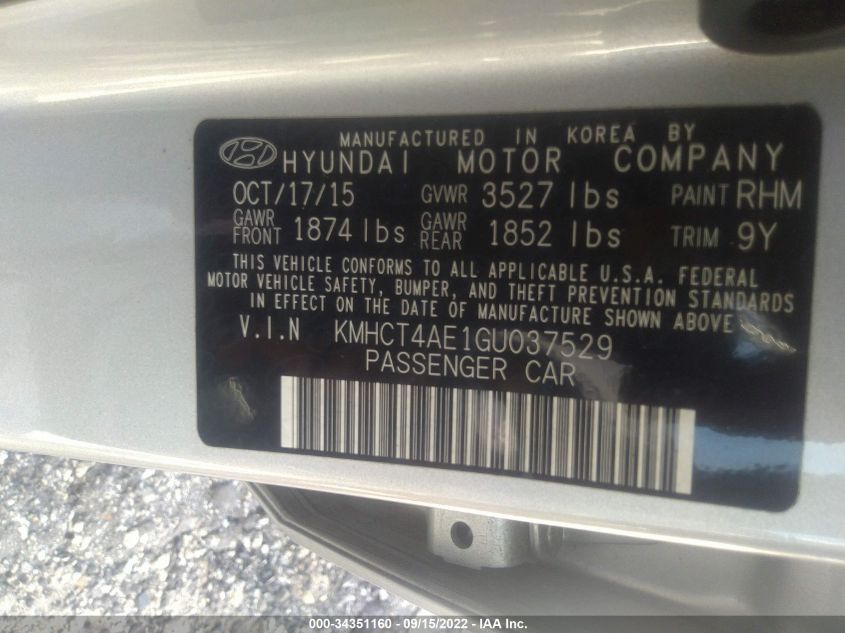 MANUFACTURED IN KOREA BY
HYUNDAI MOTOR COMPANY
OCT/17/15 GVWR 3527 lbs PAINT RHM
GAWR FRONT 1874 lbs GAWR REAR 1852 lbs TRIM 9Y
THIS VEHICLE CONFORMS TO ALL APPLICABLE U.S.A. FEDERAL
MOTOR VEHICLE SAFETY, BUMPER, AND THEFT PREVENTION STANDARDS
IN EFFECT ON THE DATE OF MANUFACTURE SHOWN ABOVE
V.I.N KMHCT4AE1GU037529
PASSENGER CAR
000-34351160 - 09/15/2022 - IAA Inc.